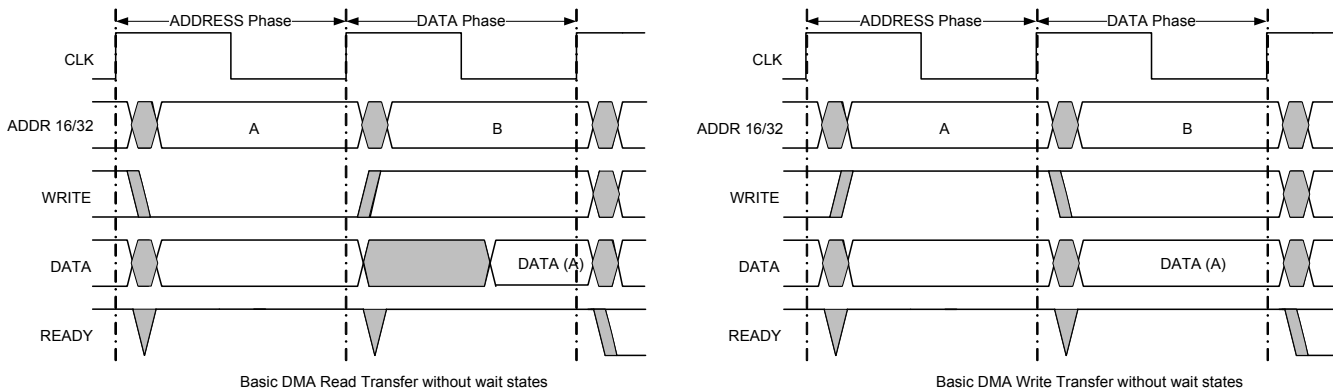 ADDRESS Phase
DATA Phase
CLK
ADDR 16/32
A
B
WRITE
DATA
DATA (A)
READY
Basic DMA Read Transfer without wait states
ADDRESS Phase
DATA Phase
CLK
ADDR 16/32
A
B
WRITE
DATA
DATA (A)
READY
Basic DMA Write Transfer without wait states